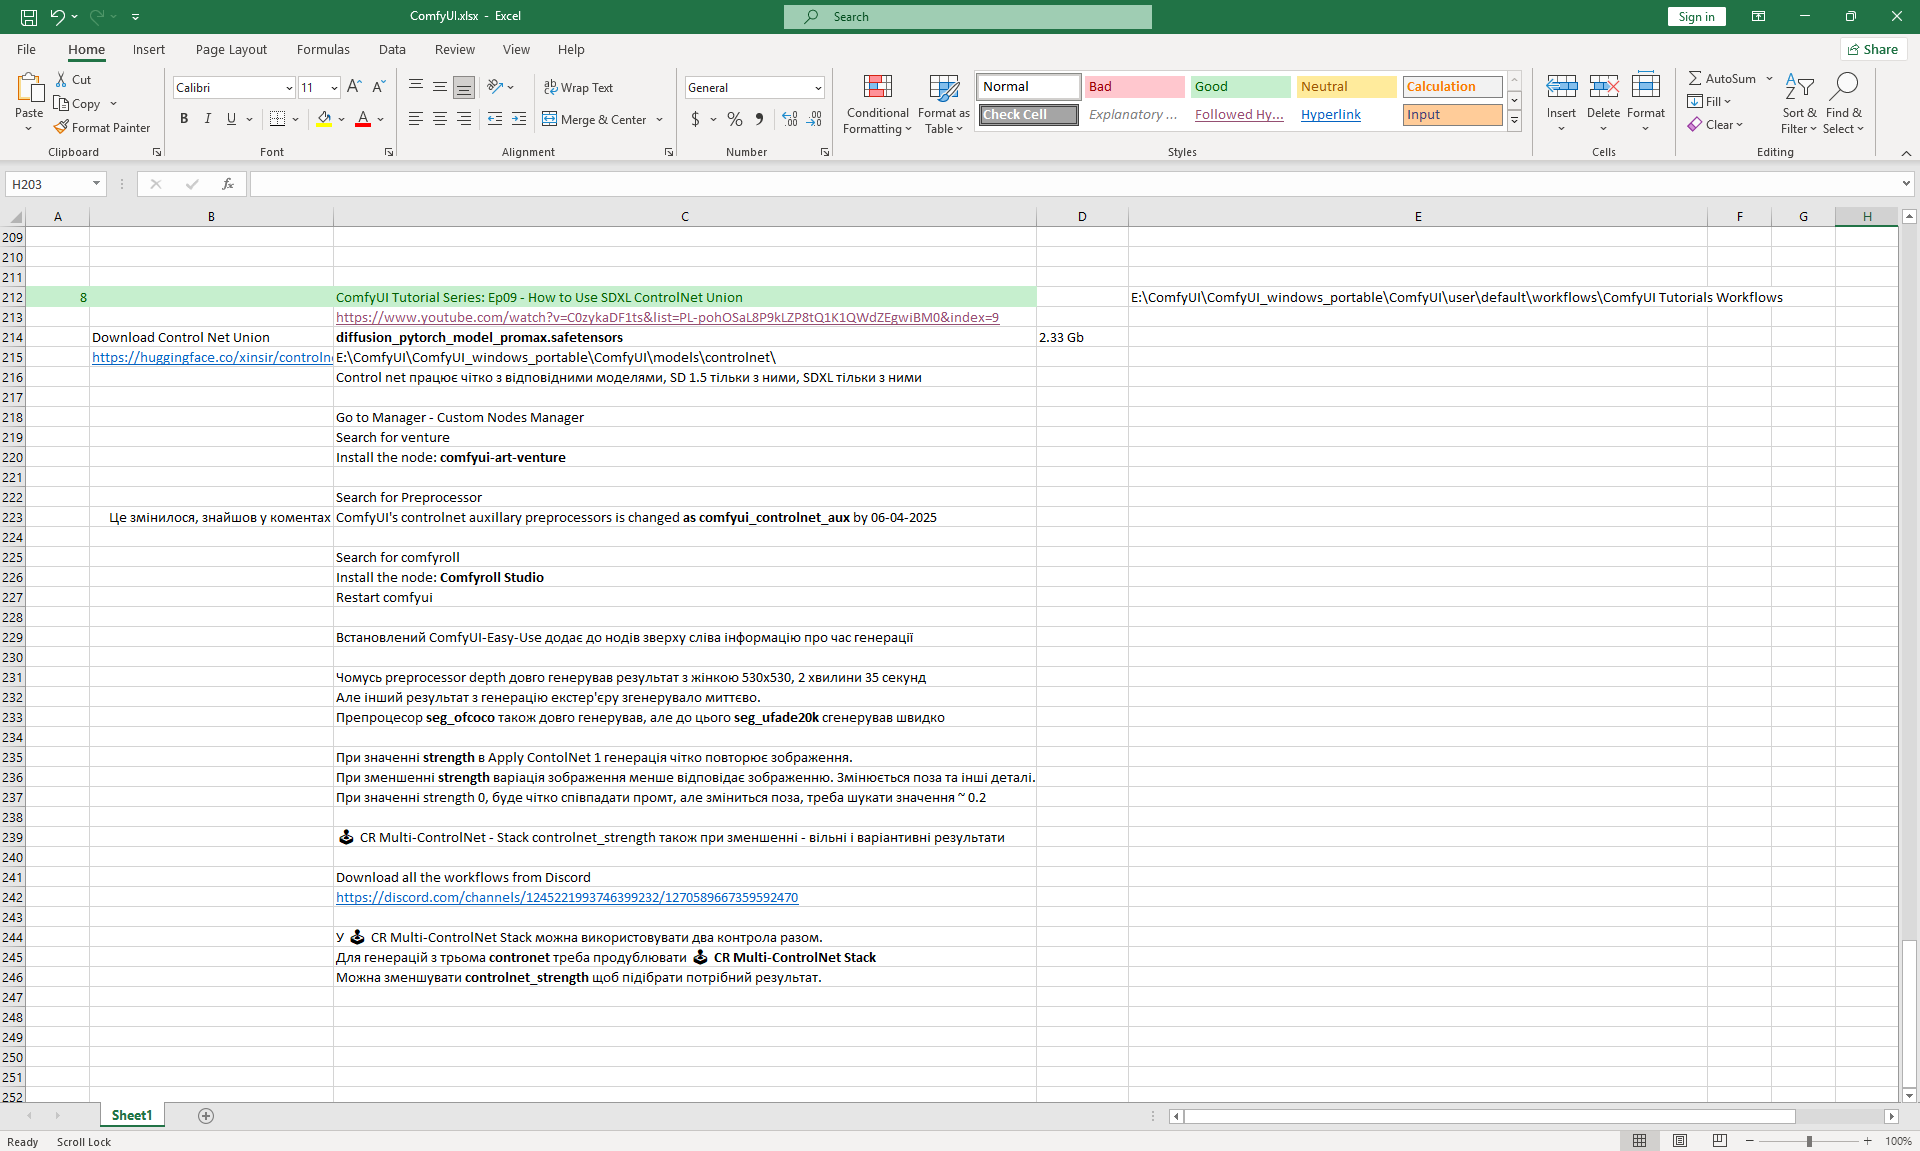 ComfyUI.xlsx - Excel
Search
Sign in
File Home Insert Page Layout Formulas Data Review View Help
Share
Paste
Cut
Copy
Format Painter
Clipboard
Calibri 11
B I U
Font
Wrap Text
Merge & Center
Alignment
General
$ % 9
Number
Conditional Formatting
Format as Table
Normal Bad Good Neutral Calculation
Check Cell Explanatory ... Followed Hy... Hyperlink Input
Styles
Insert Delete Format
Cells
AutoSum
Fill
Clear
Sort & Filter
Find & Select
Editing
H203 fx
A B C D E F G H
209
210
211
212 8 ComfyUI Tutorial Series: Ep09 - How to Use SDXL ControlNet Union E:\ComfyUI\ComfyUI_windows_portable\ComfyUI\user\default\workflows\ComfyUI Tutorials Workflows
213 https://www.youtube.com/watch?v=C0zykaDF1ts&list=PL-pohOSaL8P9kLZP8tQ1K1QWdZEgwiBM0&index=9
214 Download Control Net Union diffusion_pytorch_model_promax.safetensors 2.33 Gb
215 https://huggingface.co/xinsir/controlne E:\ComfyUI\ComfyUI_windows_portable\ComfyUI\models\controlnet\
216 Control net працює чітко з відповідними моделями, SD 1.5 тільки з ними, SDXL тільки з ними
217
218 Go to Manager - Custom Nodes Manager
219 Search for venture
220 Install the node: comfyui-art-venture
221
222 Search for Preprocessor
223 Це змінилося, знайшов у коментах ComfyUI's controlnet auxillary preprocessors is changed as comfyui_controlnet_aux by 06-04-2025
224
225 Search for comfyroll
226 Install the node: Comfyroll Studio
227 Restart comfyui
228
229 Встановлений ComfyUI-Easy-Use додає до нодів зверху сліва інформацію про час генерації
230
231 Чомусь preprocessor depth довго генерував результат з жінкою 530x530, 2 хвилини 35 секунд
232 Але інший результат з генерацію екстер'єру згенерувало миттєво.
233 Препроцесор seg_ofcoco також довго генерував, але до цього seg_ufade20k сгенерував швидко
234
235 При значенні strength в Apply ContolNet 1 генерація чітко повторює зображення.
236 При зменшенні strength варіація зображення менше відповідає зображенню. Змінюється поза та інші деталі.
237 При значенні strength 0, буде чітко співпадати промт, але зміниться поза, треба шукати значення ~ 0.2
238
239 🕹️ CR Multi-ControlNet - Stack controlnet_strength також при зменшенні - вільні і варіантивні результати
240
241 Download all the workflows from Discord
242 https://discord.com/channels/1245221993746399232/1270589667359592470
243
244 У 🕹️ CR Multi-ControlNet Stack можна використовувати два контрола разом.
245 Для генерацій з трьома contronet треба продублювати 🕹️ CR Multi-ControlNet Stack
246 Можна зменшувати controlnet_strength щоб підібрати потрібний результат.
247
248
249
250
251
252
Sheet1
Ready Scroll Lock 100%